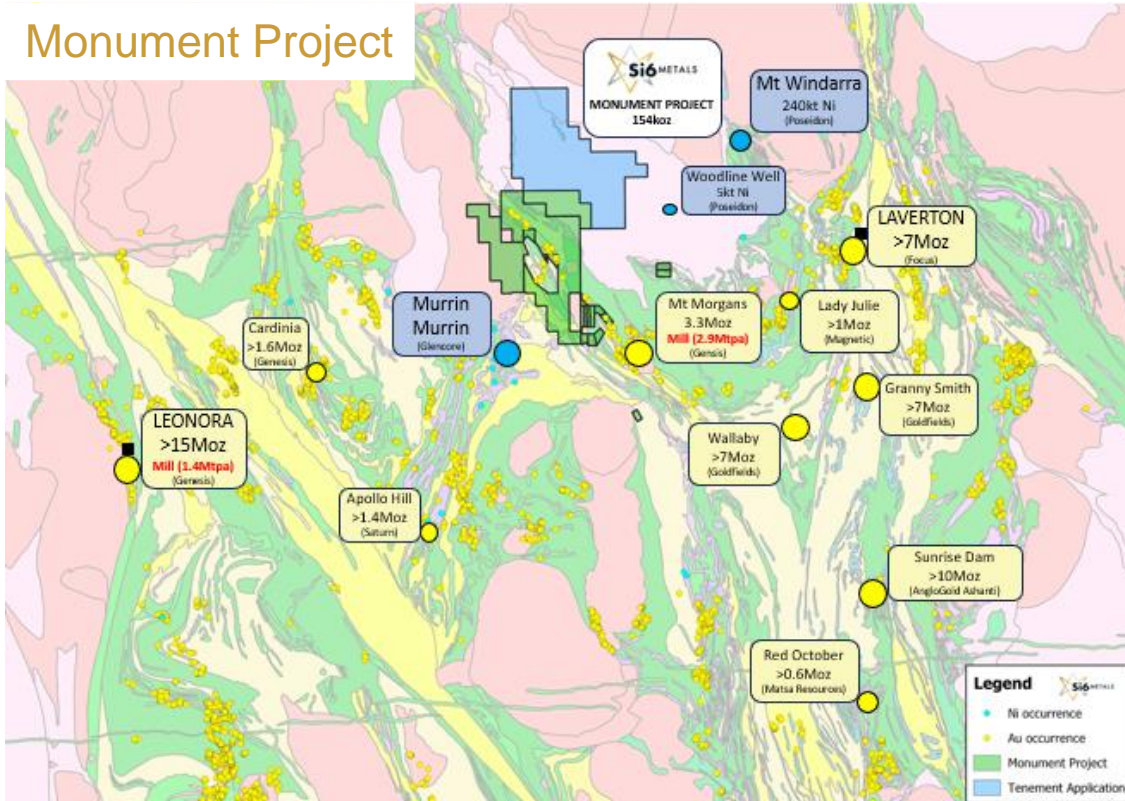 Monument Project
Si6 METALS
MONUMENT PROJECT
154koz
Mt Windarra
240kt Ni
(Poseidon)
Woodline Well
5kt Ni
(Poseidon)
LAVERTON
>7Moz
(Focus)
Murrin
Murrin
(Glencore)
Mt Morgans
3.3Moz
Mill (2.9Mtpa)
(Gensis)
Lady Julie
>1Moz
(Magnetic)
Cardinia
>1.6Moz
(Genesis)
Granny Smith
>7Moz
(Goldfields)
LEONORA
>15Moz
Mill (1.4Mtpa)
(Genesis)
Wallaby
>7Moz
(Goldfields)
Apollo Hill
>1.4Moz
(Saturn)
Sunrise Dam
>10Moz
(AngloGold Ashanti)
Red October
>0.6Moz
(Matsa Resources)
Legend
Si6 METALS
Ni occurrence
Au occurrence
Monument Project
Tenement Application